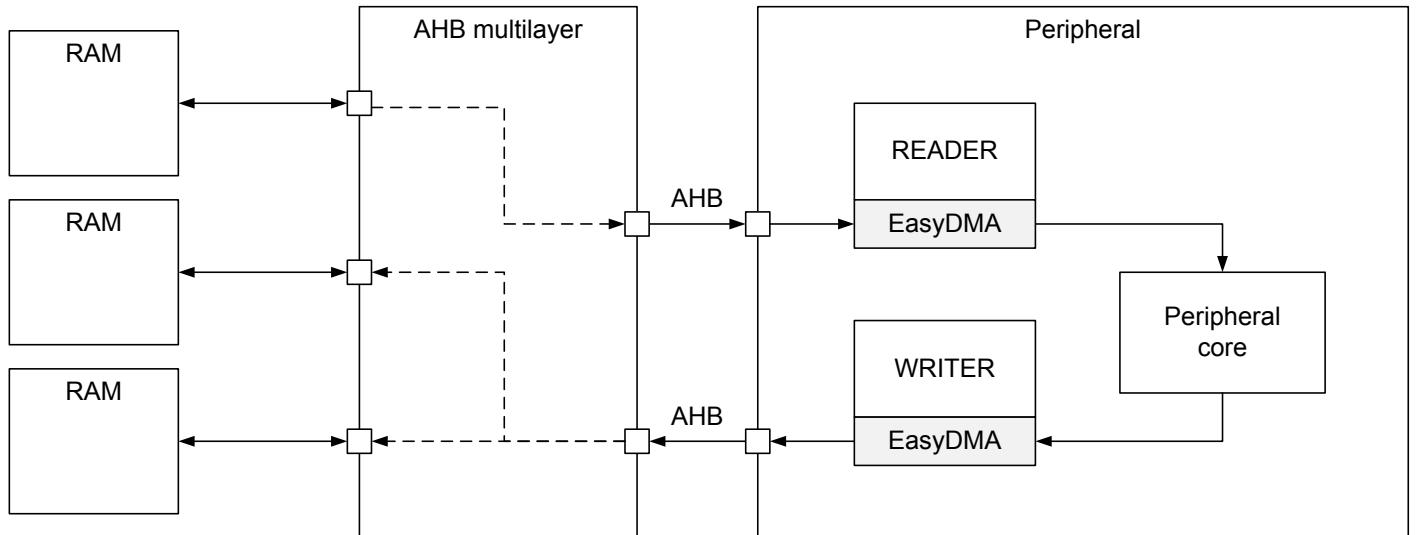 AHB multilayer
Peripheral
RAM
READER
AHB
EasyDMA
RAM
Peripheral
core
WRITER
RAM
AHB
EasyDMA